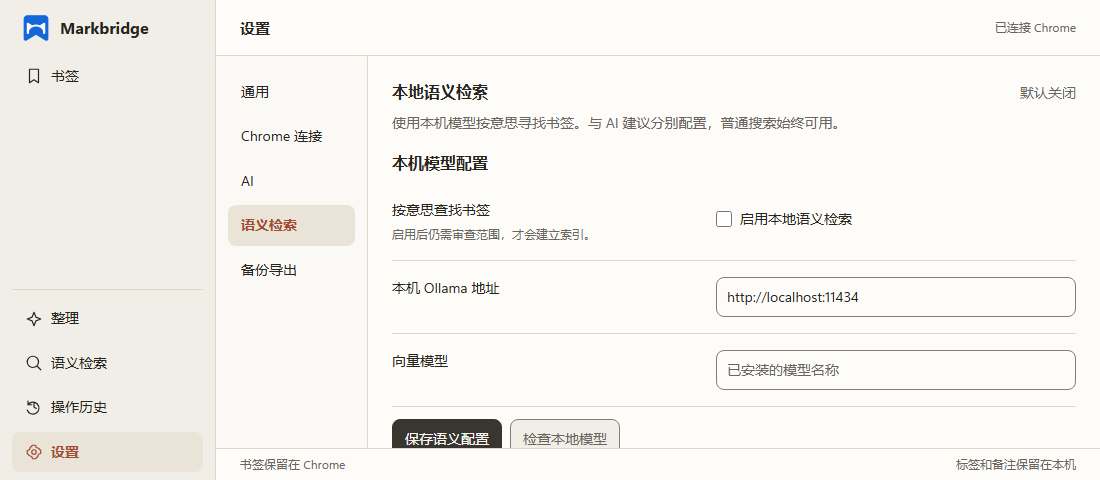 Markbridge
书签
整理
语义检索
操作历史
设置
设置
已连接 Chrome
通用
Chrome 连接
AI
语义检索
备份导出
本地语义检索
默认关闭
使用本机模型按意思寻找书签。与 AI 建议分别配置，普通搜索始终可用。
本机模型配置
按意思查找书签
启用后仍需审查范围，才会建立索引。
启用本地语义检索
本机 Ollama 地址
http://localhost:11434
向量模型
已安装的模型名称
保存语义配置
检查本地模型
书签保留在 Chrome
标签和备注保留在本机